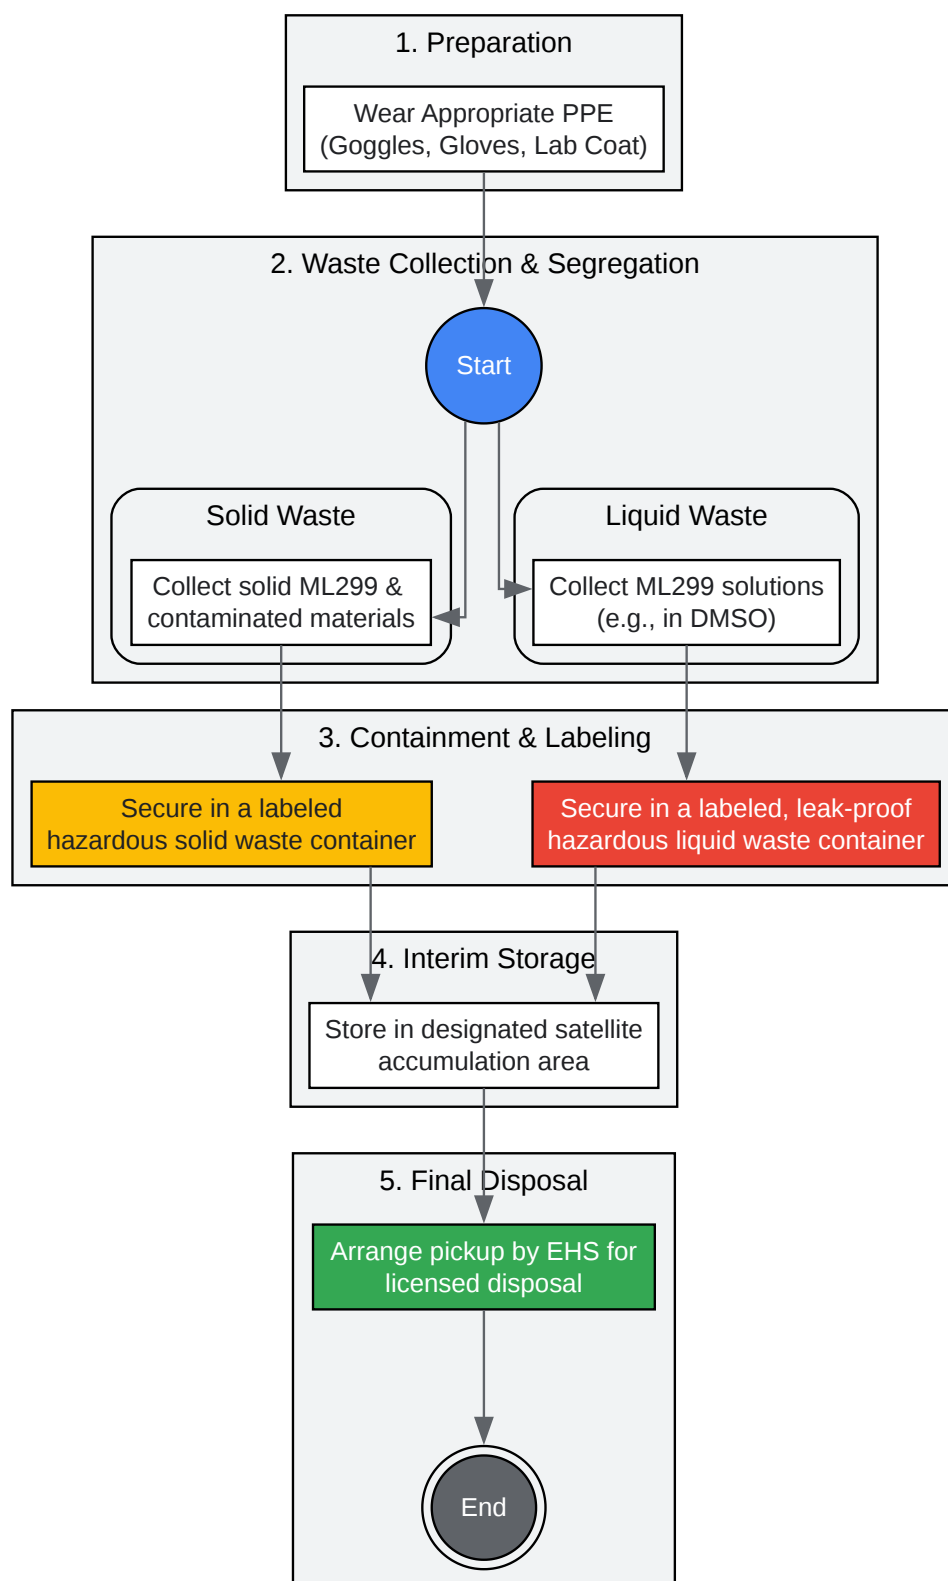 1. Preparation
Wear Appropriate PPE
(Goggles, Gloves, Lab Coat)
2. Waste Collection & Segregation
Start
Solid Waste
Collect solid ML299 &
contaminated materials
Liquid Waste
Collect ML299 solutions
(e.g., in DMSO)
3. Containment & Labeling
Secure in a labeled
hazardous solid waste container
Secure in a labeled, leak-proof
hazardous liquid waste container
4. Interim Storage
Store in designated satellite
accumulation area
5. Final Disposal
Arrange pickup by EHS for
licensed disposal
End